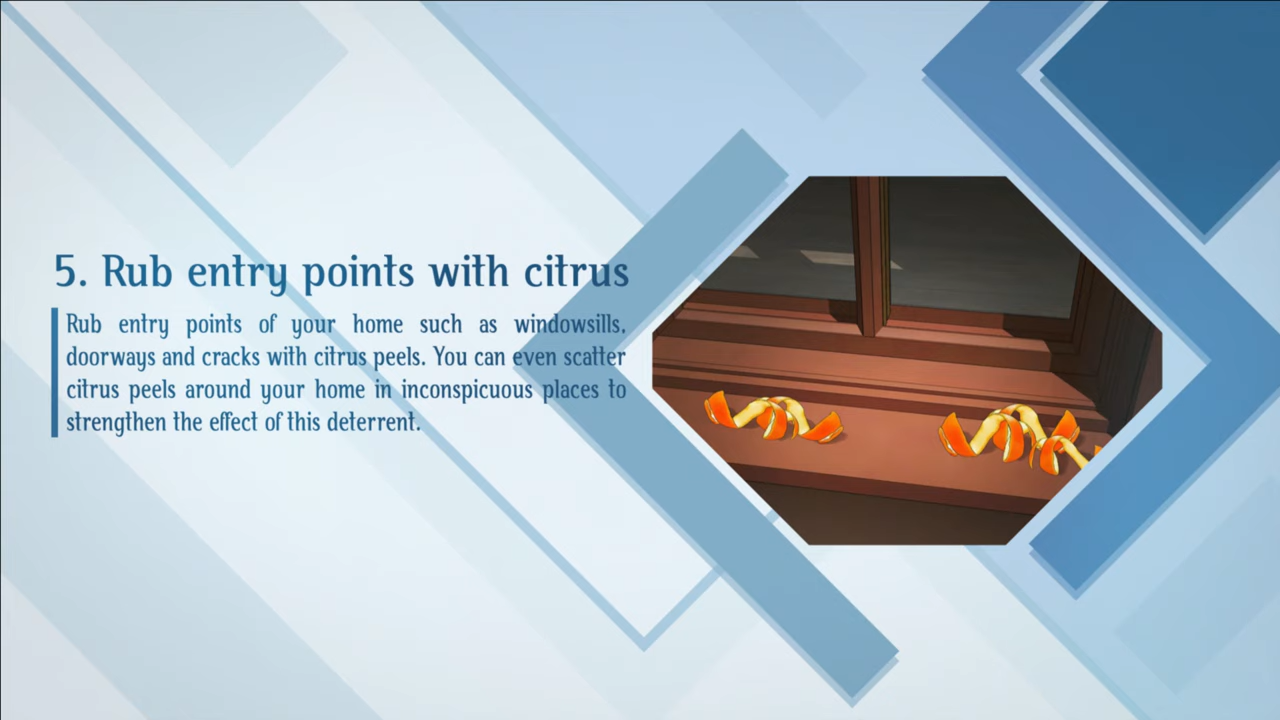 5. Rub entry points with citrus
Rub entry points of your home such as windowsills,
doorways and cracks with citrus peels. You can even scatter
citrus peels around your home in inconspicuous places to
strengthen the effect of this deterrent.